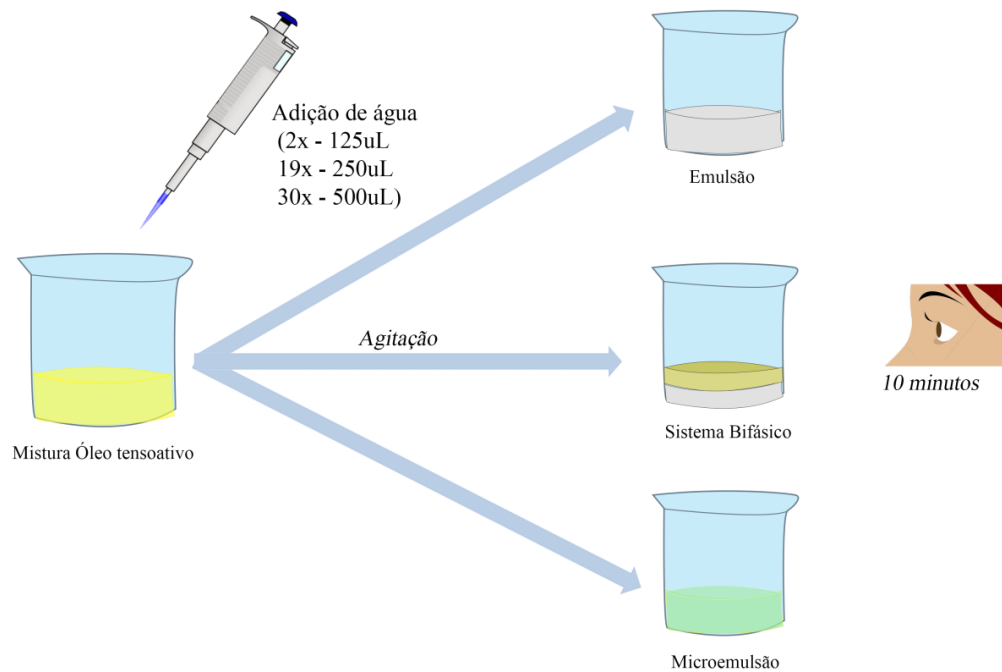 Adição de água
(2x - 125uL
19x - 250uL
30x - 500uL)
Emulsão
Agitação
10 minutos
Mistura Óleo tensoativo
Sistema Bifásico
Microemulsão